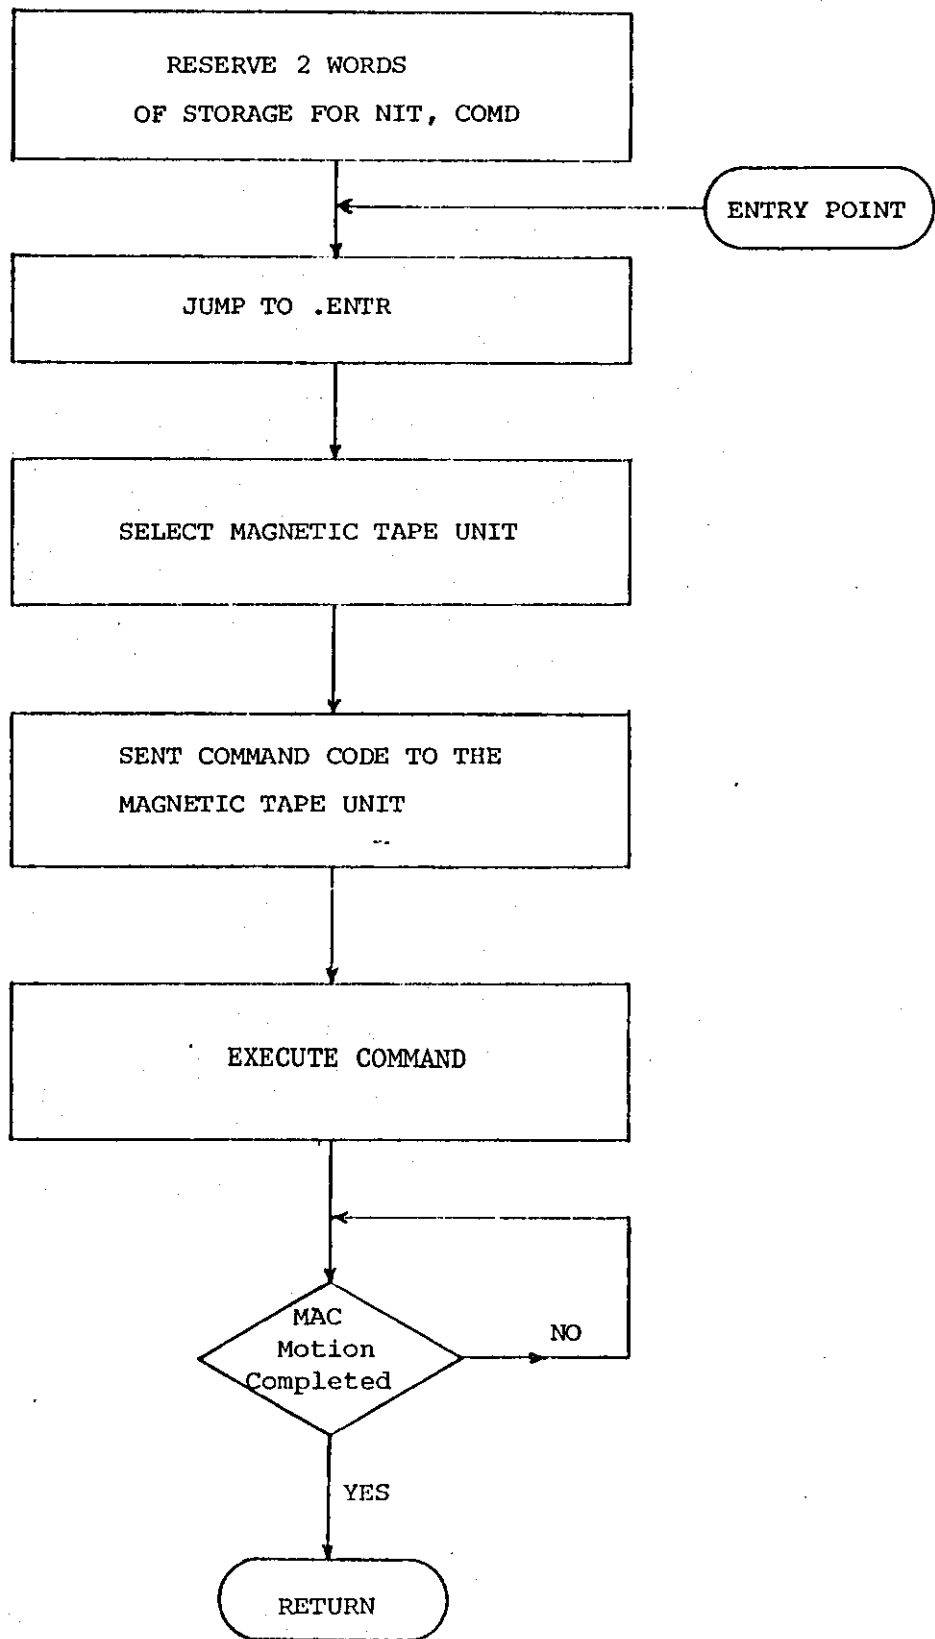 RESERVE 2 WORDS
OF STORAGE FOR NIT, COMD
ENTRY POINT
JUMP TO .ENTR
SELECT MAGNETIC TAPE UNIT
SENT COMMAND CODE TO THE
MAGNETIC TAPE UNIT
EXECUTE COMMAND
MAC
Motion
Completed
NO
YES
RETURN